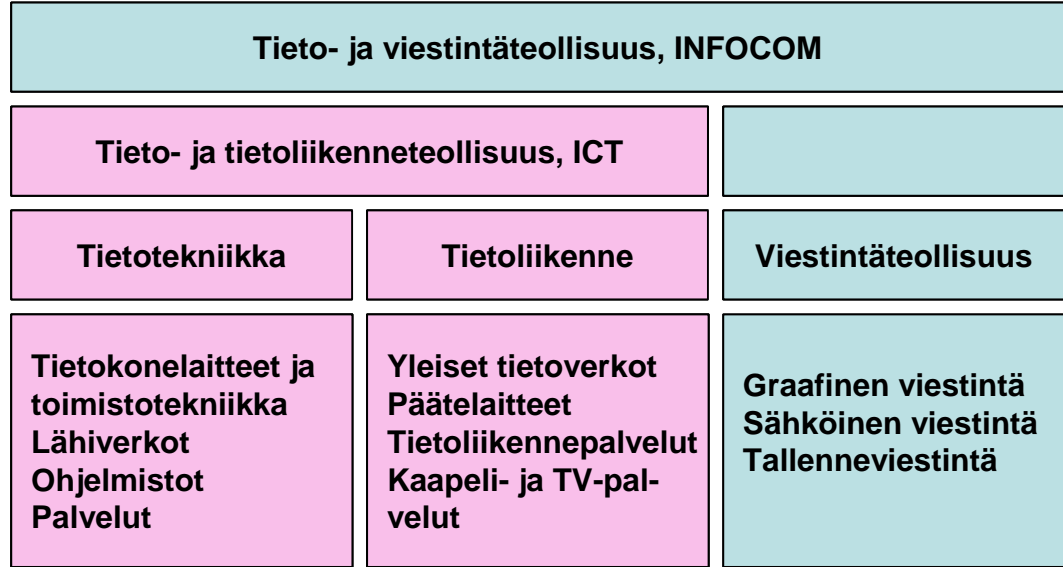 Tieto- ja viestintäteollisuus, INFOCOM
Tieto- ja tietoliikenneteollisuus, ICT
Tietotekniikka
Tietoliikenne
Viestintäteollisuus
Tietokonelaitteet ja
toimistotekniikka
Lähiverkot
Ohjelmistot
Palvelut
Yleiset tietoverkot
Päätelaitteet
Tietoliikennepalvelut
Kaapeli- ja TV-pal-
velut
Graafinen viestintä
Sähköinen viestintä
Tallenneviestintä